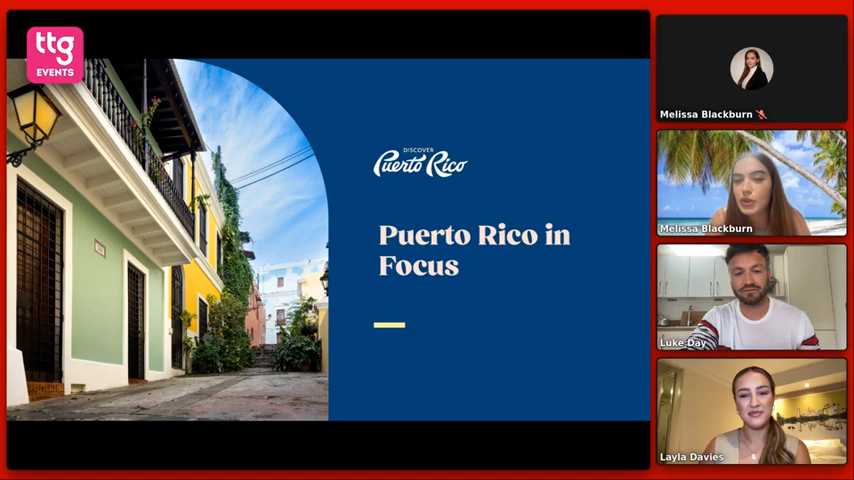 ttg
EVENTS
DISCOVER
Puerto Rico
Puerto Rico in
Focus
Melissa Blackburn
Melissa Blackburn
Luke Day
Layla Davies